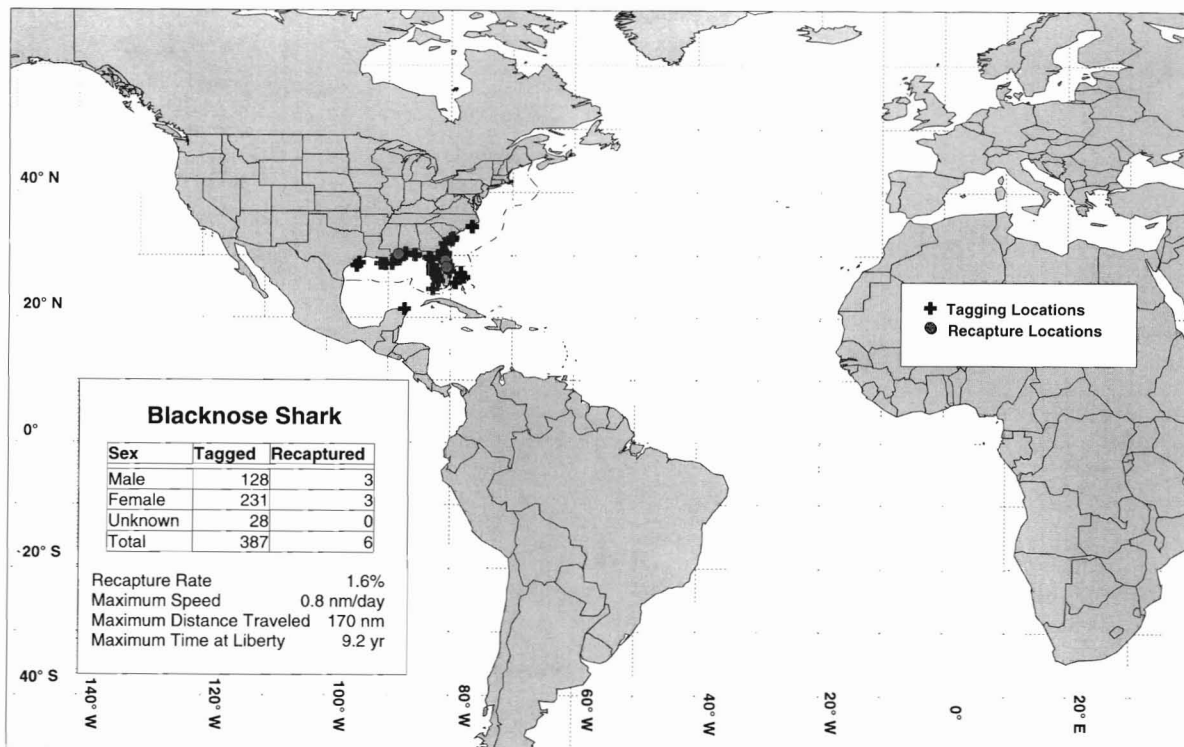 40° N
20° N
0°
20° S
40° S
Tagging Locations
Recapture Locations
Blacknose Shark
Sex Tagged Recaptured
Male 128 3
Female 231 3
Unknown 28 0
Total 387 6
Recapture Rate 1.6%
Maximum Speed 0.8 nm/day
Maximum Distance Traveled 170 nm
Maximum Time at Liberty 9.2 yr
140° W
120° W
100° W
80° W
60° W
40° W
20° W
0°
20° E